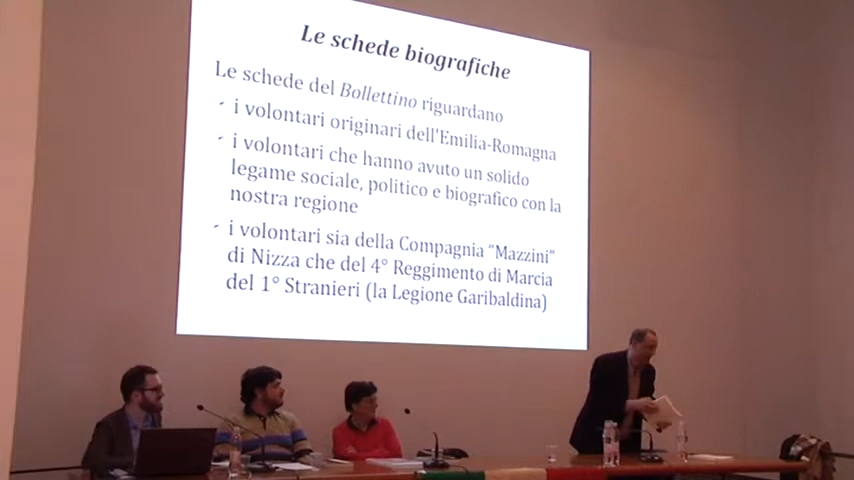 Le schede biografiche
Le schede del Bollettino riguardano
- i volontari originari dell'Emilia-Romagna
- i volontari che hanno avuto un solido
legame sociale, politico e biografico con la
nostra regione
- i volontari sia della Compagnia “Mazzini”
di Nizza che del 4° Reggimento di Marcia
del 1° Stranieri (la Legione Garibaldina)